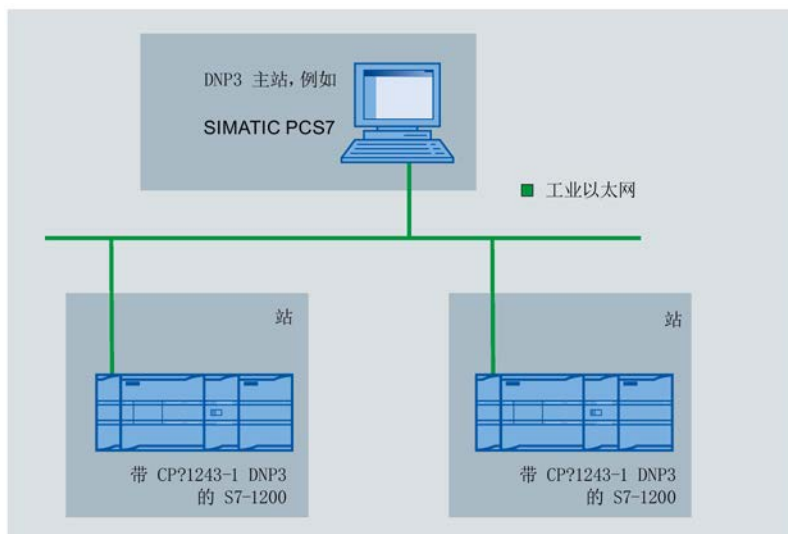 DNP3 主站，例如
SIMATIC PCS7
工业以太网
站
站
带 CP?1243-1 DNP3
的 S7-1200
带 CP?1243-1 DNP3
的 S7-1200